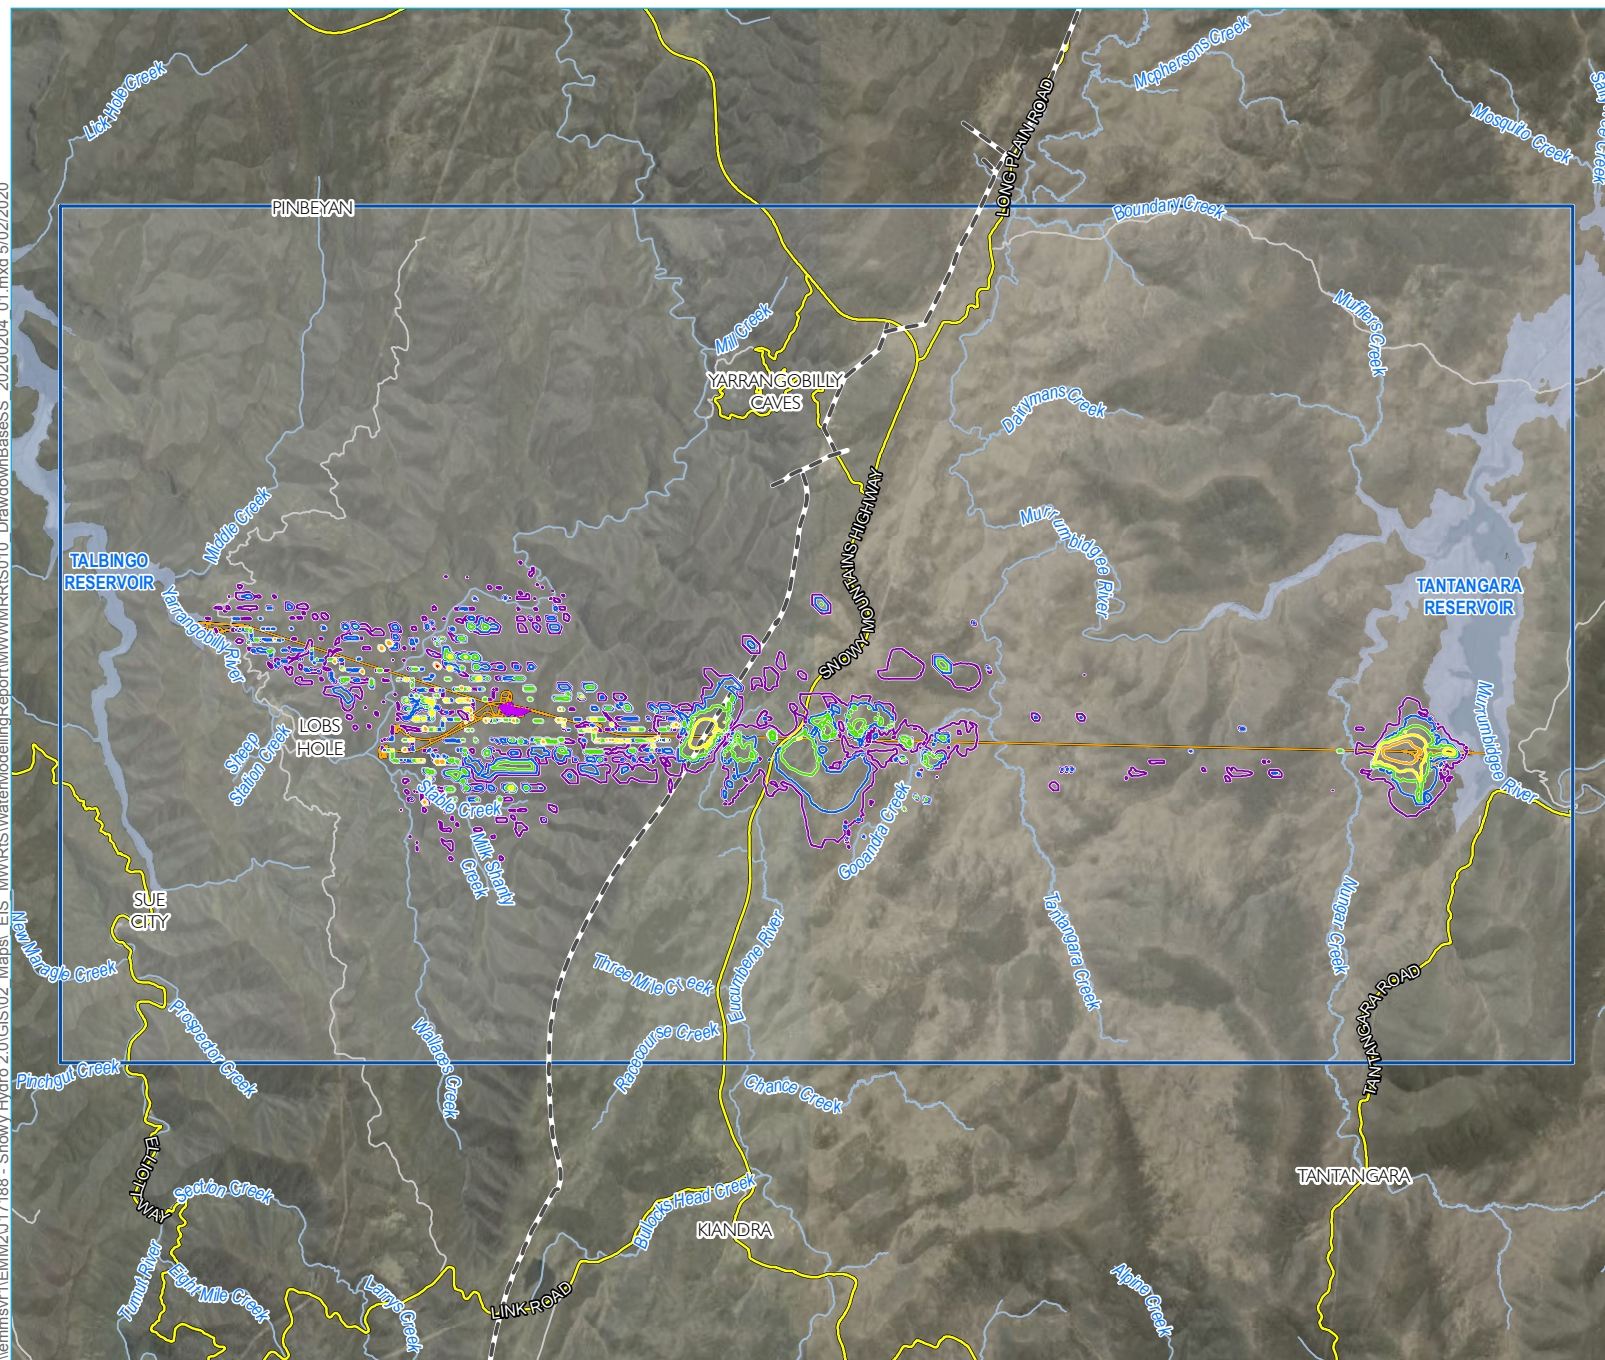 Lick Hole Creek
Mcphersons Creek
Mosquito Creek
LONG PLAIN ROAD
PINBEYAN
Boundary Creek
Mufflers Creek
Mill Creek
YARRANGOBILLY
CAVES
Dairymans Creek
SNOWY MOUNTAINS HIGHWAY
Middle Creek
Murrumbidgee River
TALBINGO
RESERVOIR
TANTANGARA
RESERVOIR
Yarrangobilly River
LOBS
HOLE
Sheep
Station Creek
Murrumbidgee River
Stable Creek
Gooandra Creek
Milk Shanty
Creek
SUE
CITY
New Maragle Creek
Three Mile Creek
Eucumbene River
Tantangara Creek
Nungar Creek
TANTANGARA ROAD
Prospector Creek
Wallaces Creek
Racecourse Creek
Pinchgut Creek
Chance Creek
ELLIOTT
WAY
Section Creek
Bullocks Head Creek
KIANDRA
TANTANGARA
Tumut River
Eight Mile Creek
Larrys Creek
LINK ROAD
Alpine Creek